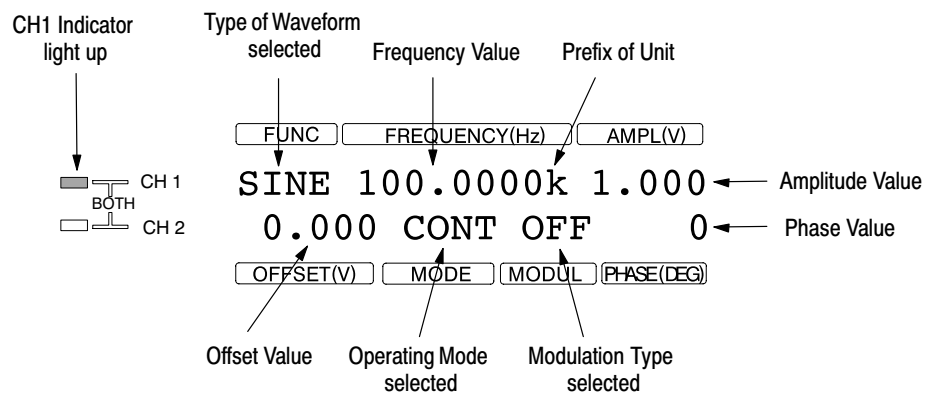 CH1 Indicator
light up
Type of Waveform
selected
Frequency Value
Prefix of Unit
FUNC FREQUENCY(Hz) AMPL(V)
CH 1
SINE 100.0000k 1.000
Amplitude Value
BOTH
CH 2
0.000 CONT OFF 0
Phase Value
OFFSET(V) MODE MODUL PHASE(DEG)
Offset Value
Operating Mode
selected
Modulation Type
selected